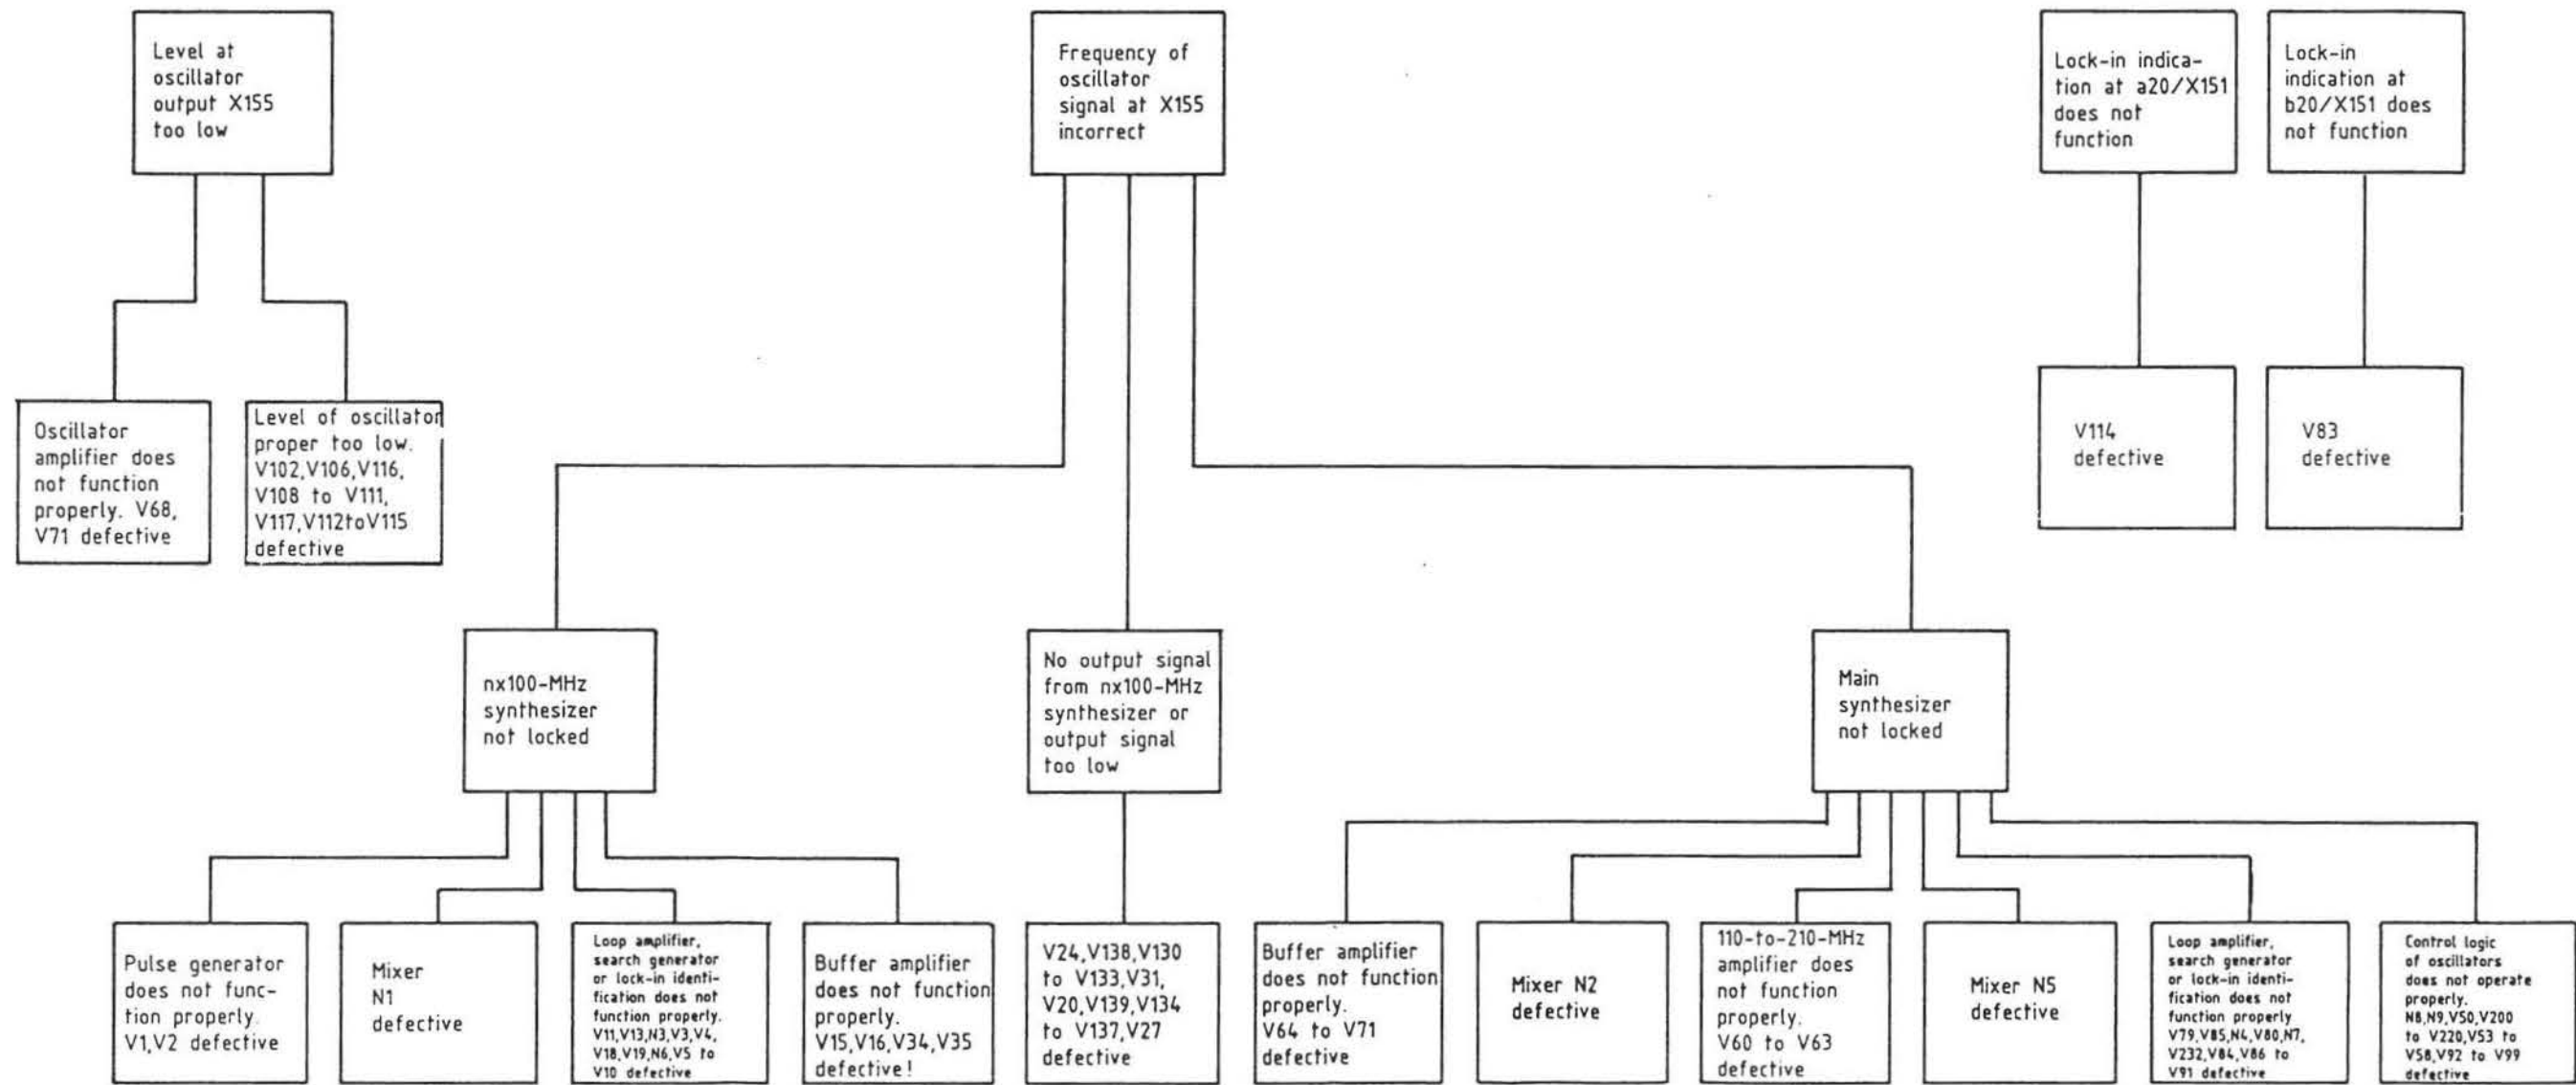 Level at
oscillator
output X155
too low
Frequency of
oscillator
signal at X155
incorrect
Lock-in indica-
tion at a20/X151
does not
function
Lock-in
indication at
b20/X151 does
not function
Oscillator
amplifier does
not function
properly. V68,
V71 defective
Level of oscillator
proper too low.
V102,V106,V116,
V108 to V111,
V117,V112toV115
defective
V114
defective
V83
defective
nx100-MHz
synthesizer
not locked
No output signal
from nx100-MHz
synthesizer or
output signal
too low
Main
synthesizer
not locked
Pulse generator
does not func-
tion properly.
V1,V2 defective
Mixer
N1
defective
Loop amplifier,
search generator
or lock-in identi-
fication does not
function properly.
V11,V13,N3,V3,V4,
V18,V19,N6,V5 to
V10 defective
Buffer amplifier
does not function
properly.
V15,V16,V34,V35
defective!
V24,V138,V130
to V133,V31,
V20,V139,V134
to V137,V27
defective
Buffer amplifier
does not function
properly.
V64 to V71
defective
Mixer N2
defective
110-to-210-MHz
amplifier does
not function
properly.
V60 to V63
defective
Mixer N5
defective
Loop amplifier,
search generator
or lock-in identi-
fication does not
function properly
V79,V85,N4,V80,N7,
V232,V84,V86 to
V91 defective
Control logic
of oscillators
does not operate
properly.
N8,N9,V50,V200
to V220,V53 to
V58,V92 to V99
defective